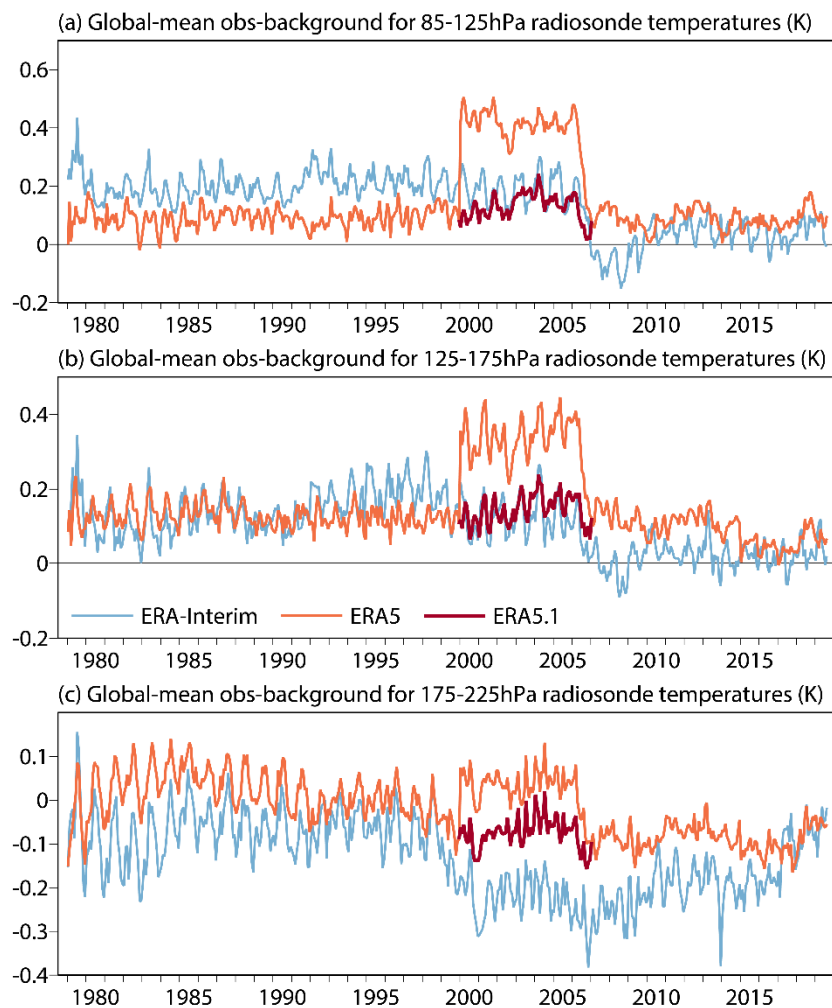 (a) Global-mean obs-background for 85-125hPa radiosonde temperatures (K)
0.6
0.4
0.2
0
-0.2
1980 1985 1990 1995 2000 2005 2010 2015
(b) Global-mean obs-background for 125-175hPa radiosonde temperatures (K)
0.4
0.2
0
-0.2
ERA-Interim ERA5 ERA5.1
1980 1985 1990 1995 2000 2005 2010 2015
(c) Global-mean obs-background for 175-225hPa radiosonde temperatures (K)
0.1
0
-0.1
-0.2
-0.3
-0.4
1980 1985 1990 1995 2000 2005 2010 2015